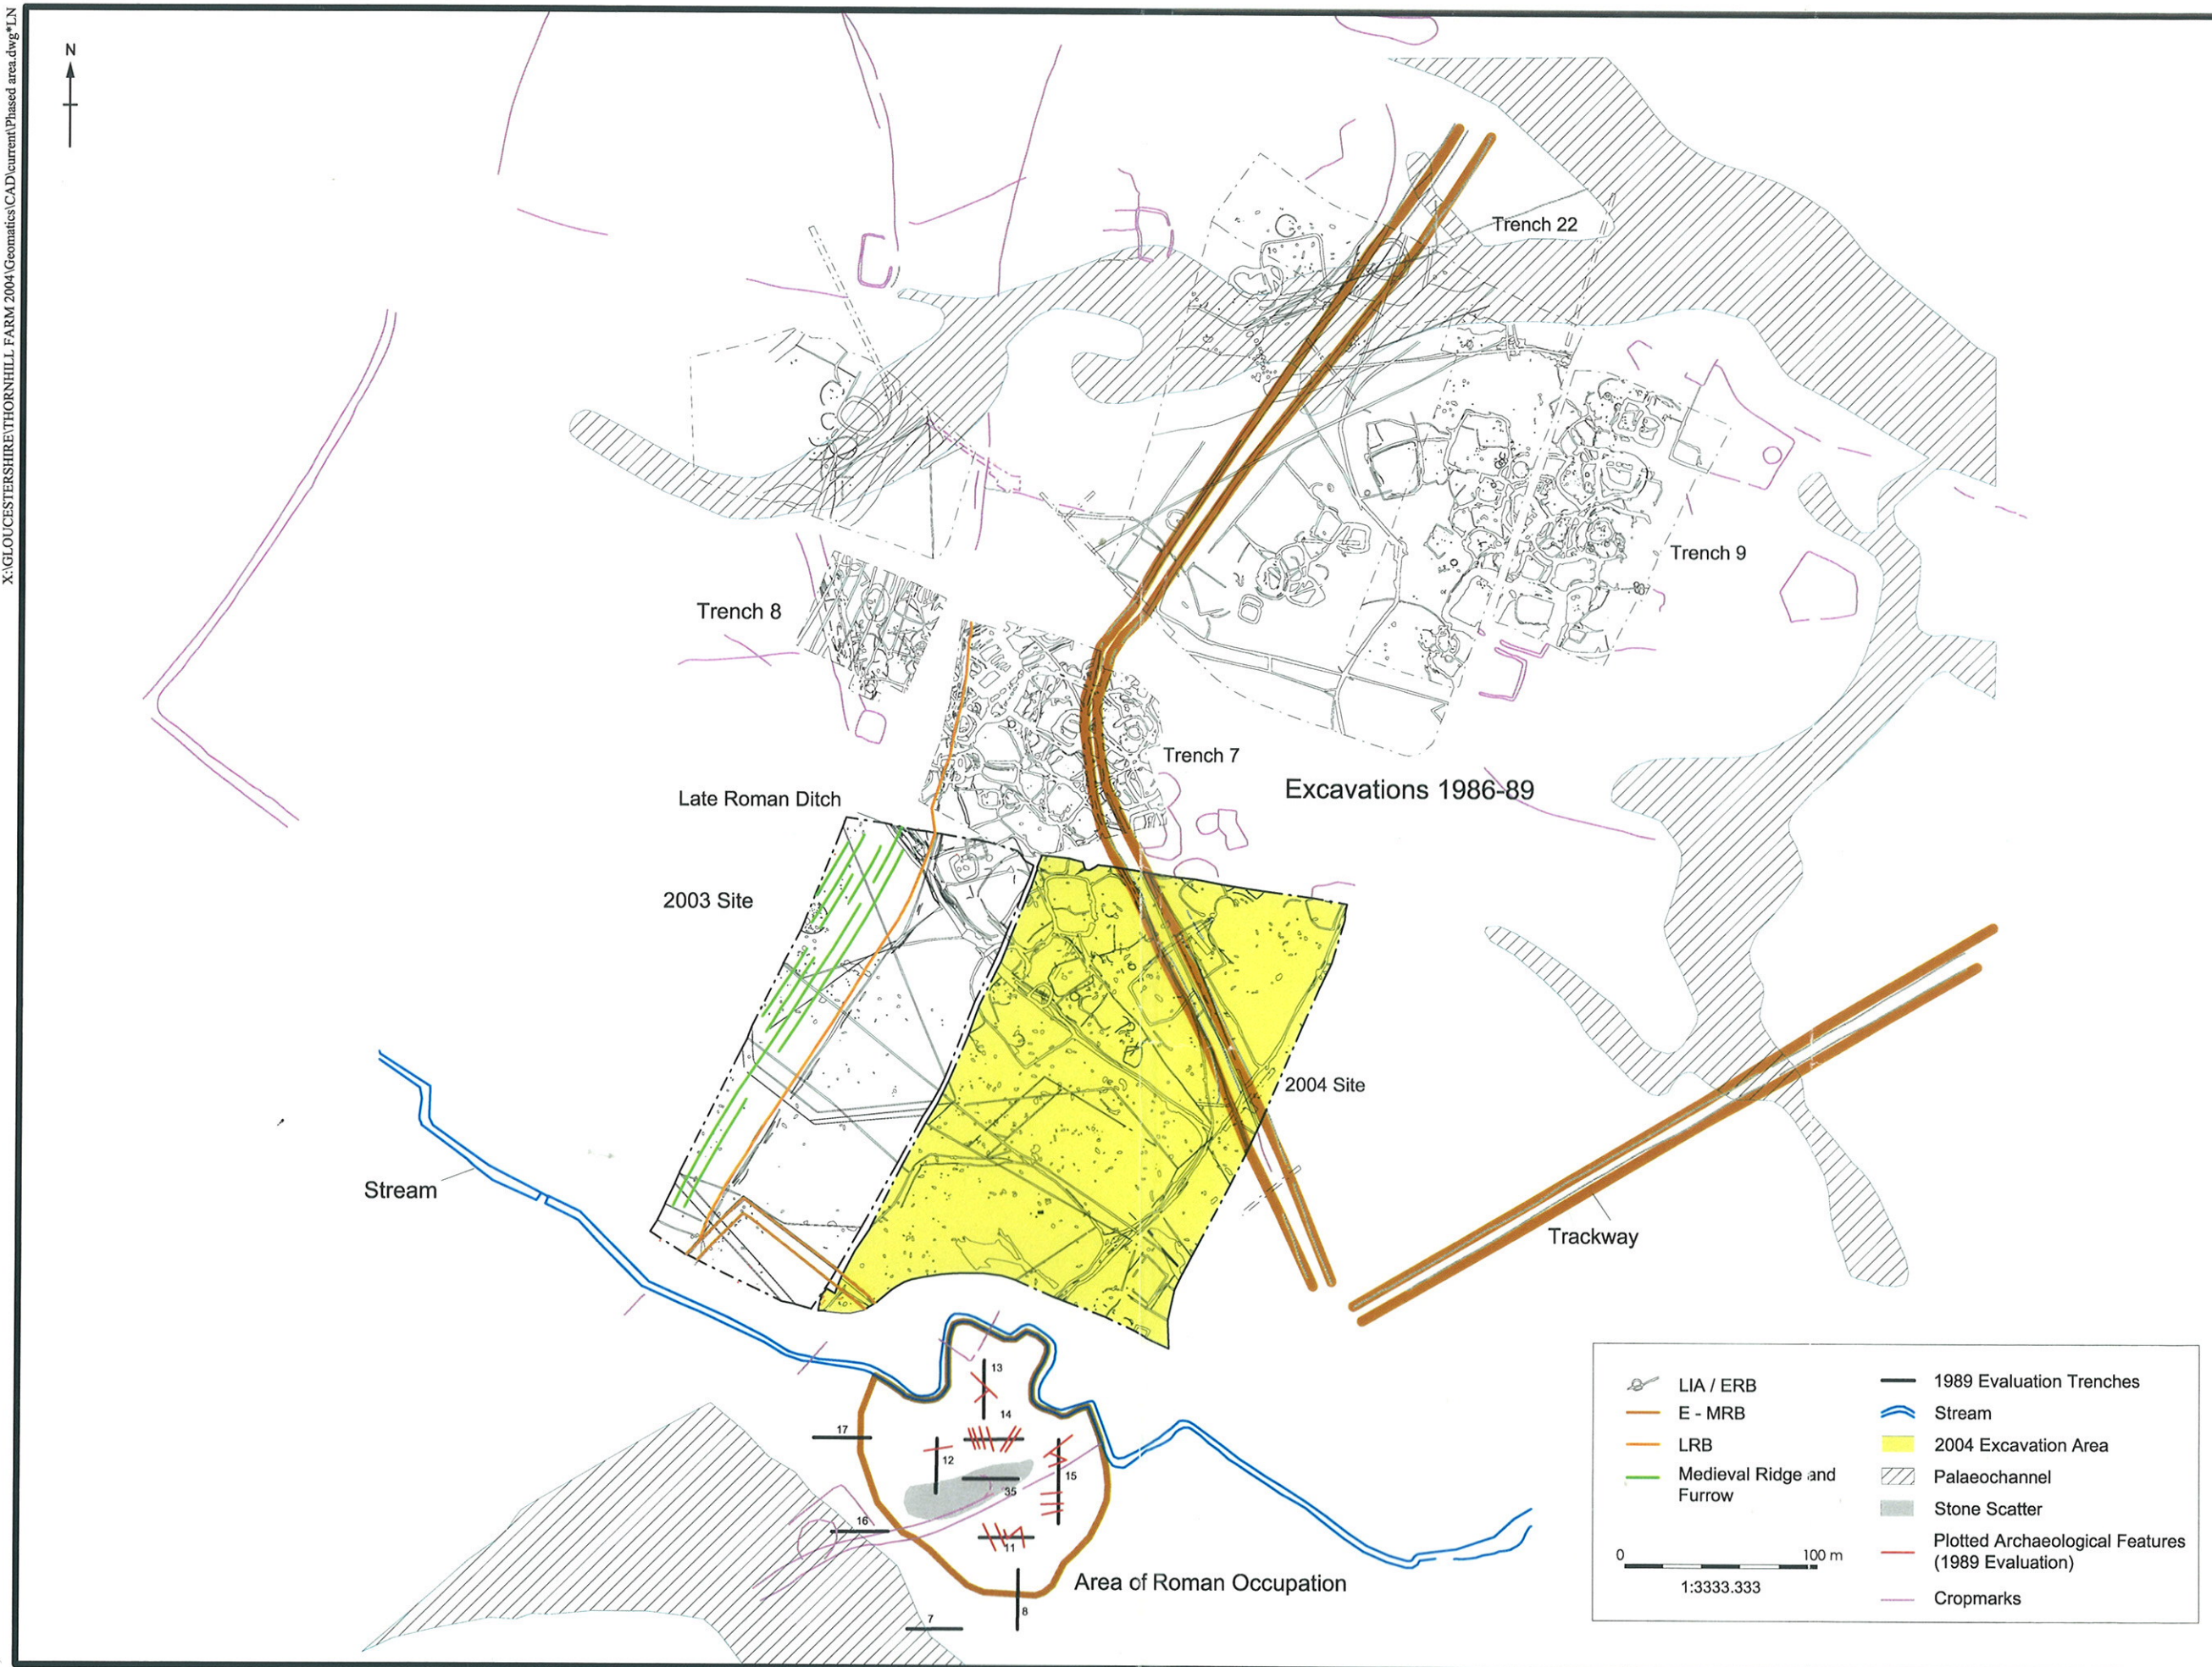 X:\GLOUCESTERSHIRE\THORNHILL FARM 2004\Geomatics\CAD\current\Phased area.dwg*LN
N
Trench 22
Trench 9
Trench 8
Trench 7
Excavations 1986-89
Late Roman Ditch
2003 Site
2004 Site
Stream
Trackway
13
14
17
12
15
35
16
11
Area of Roman Occupation
8
7
LIA / ERB
E - MRB
LRB
Medieval Ridge and
Furrow
0 100 m
1:3333.333
1989 Evaluation Trenches
Stream
2004 Excavation Area
Palaeochannel
Stone Scatter
Plotted Archaeological Features
(1989 Evaluation)
Cropmarks